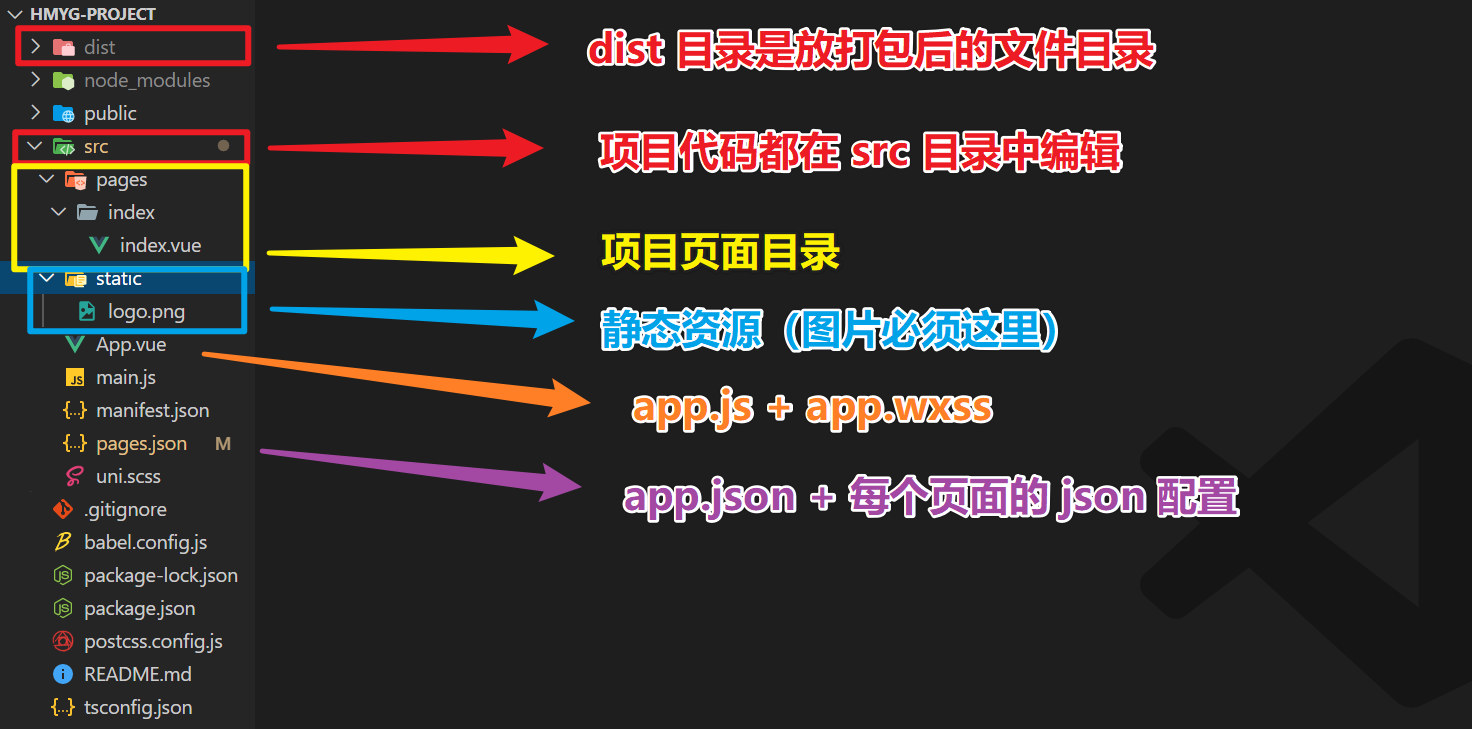 HMYG-PROJECT
dist
dist 目录是放打包后的文件目录
node_modules
public
src
项目代码都在 src 目录中编辑
pages
index
index.vue
项目页面目录
static
logo.png
静态资源（图片必须这里）
App.vue
main.js
JS
app.js + app.wxss
manifest.json
{...}
pages.json
{...}
M
uni.scss
app.json + 每个页面的 json 配置
.gitignore
babel.config.js
package-lock.json
JS
package.json
JS
postcss.config.js
README.md
tsconfig.json
{...}